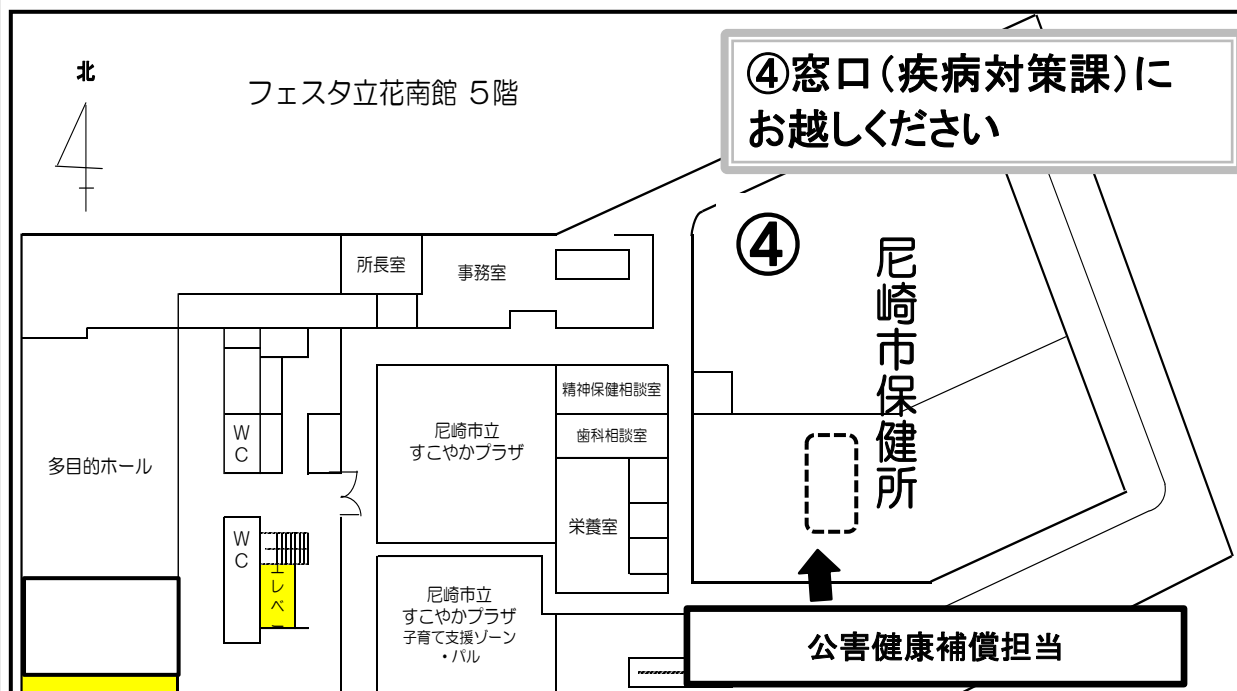 北
フェスタ立花南館 5階
④窓口(疾病対策課)に
お越しください
④
尼崎市保健所
所長室
事務室
精神保健相談室
歯科相談室
栄養室
尼崎市立
すこやかプラザ
WC
多目的ホール
WC
エレベー
尼崎市立
すこやかプラザ
子育て支援ゾーン
・パル
公害健康補償担当